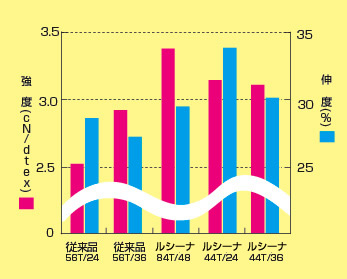 3.5
3.0
2.5
0
強度(cN/dtex)
35
30
25
伸度(%)
従来品
56T/24
従来品
56T/36
ルシーナ
84T/48
ルシーナ
44T/24
ルシーナ
44T/36